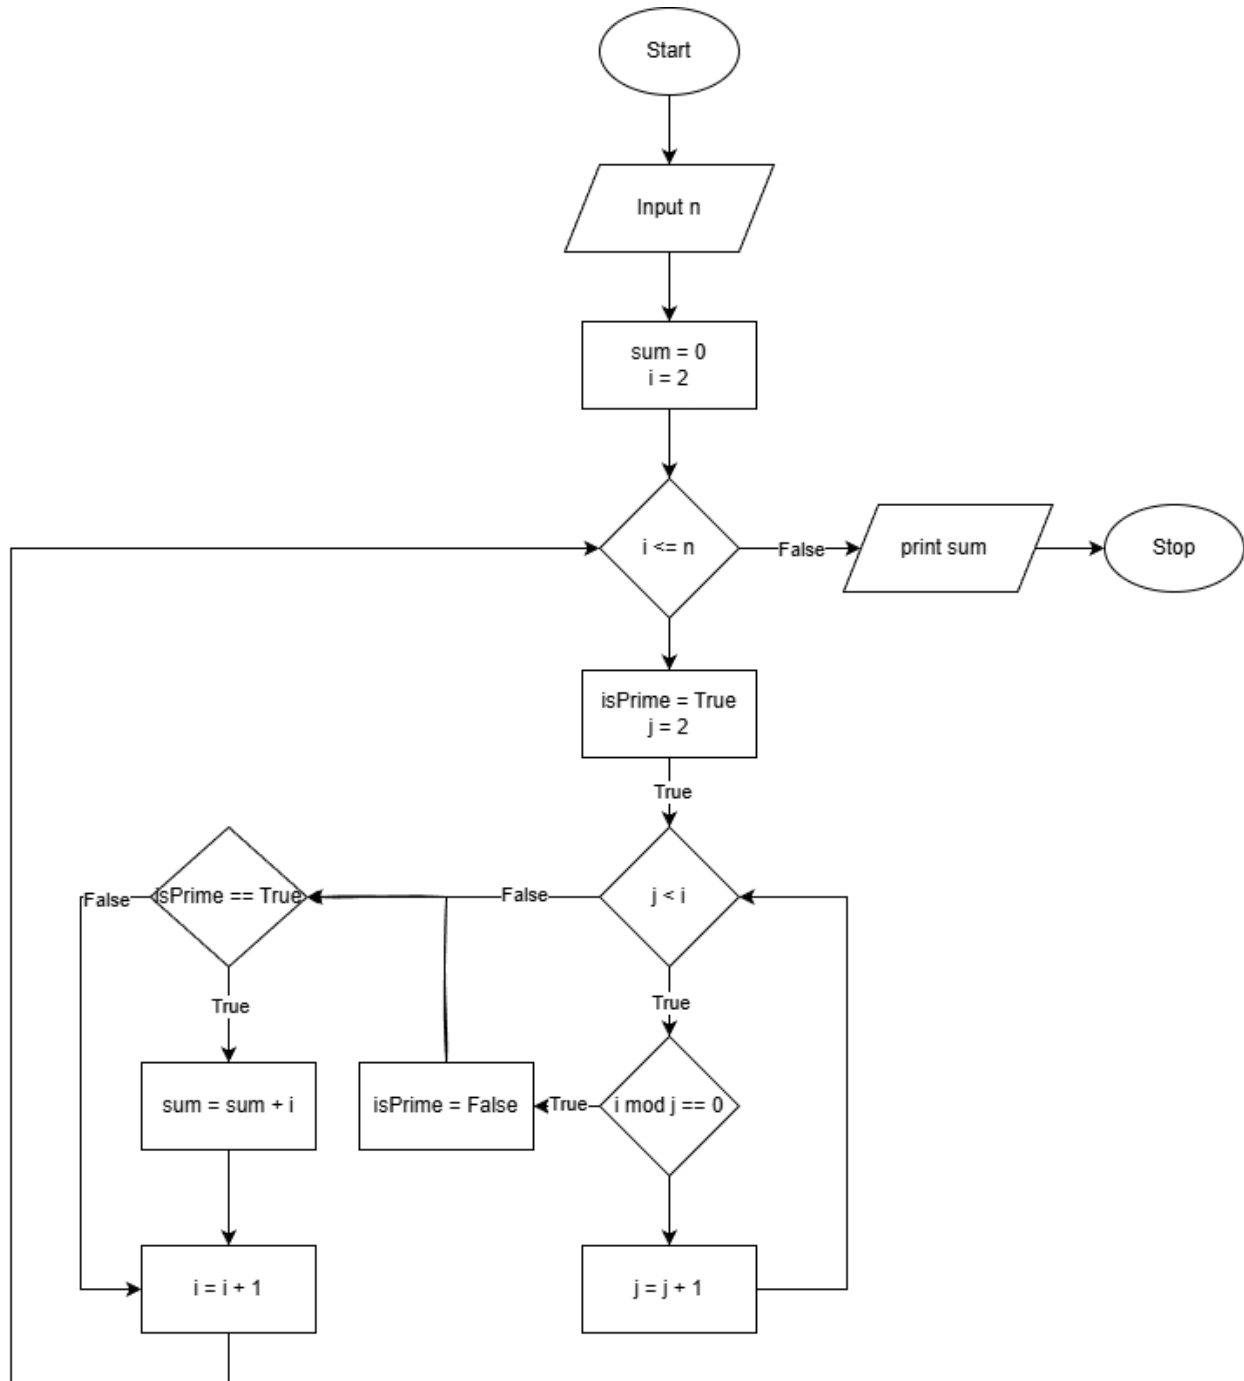 Start
Input n
sum = 0
i = 2
i <= n
False
print sum
Stop
isPrime = True
j = 2
True
False
isPrime == True
False
j < i
True
True
sum = sum + i
isPrime = False
True
i mod j == 0
i = i + 1
j = j + 1